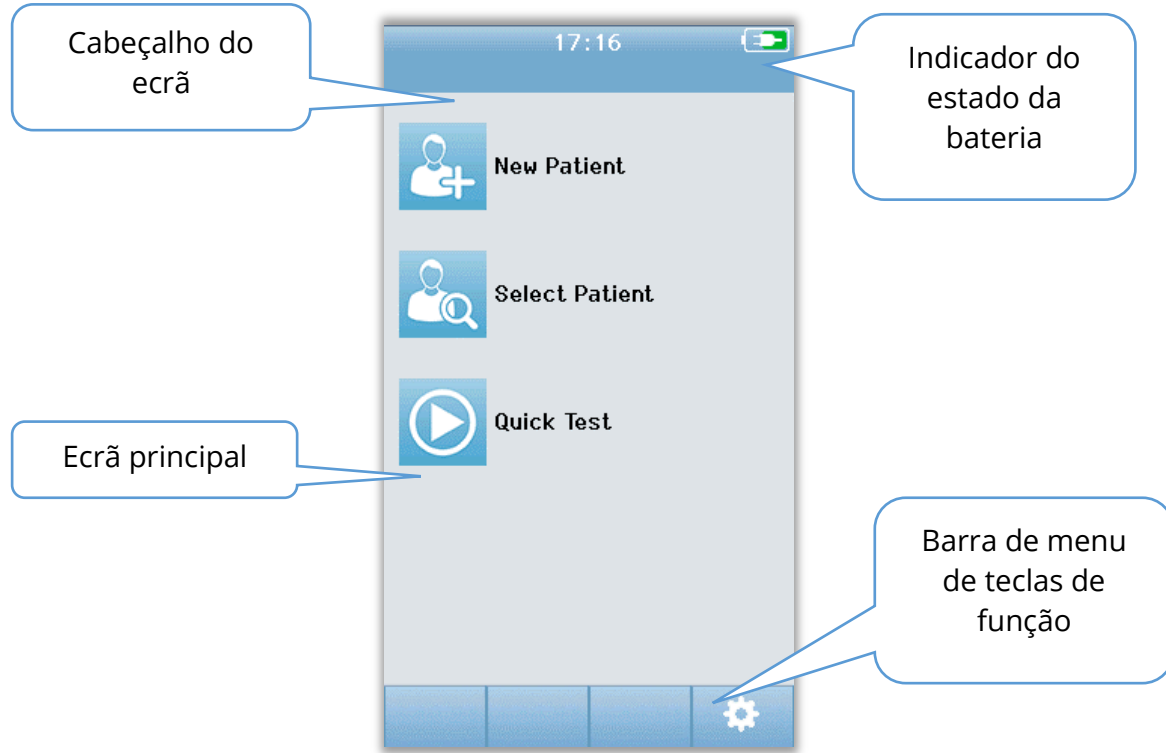 Cabeçalho do
ecrã
17:16
Indicador do
estado da
bateria
New Patient
Select Patient
Quick Test
Ecrã principal
Barra de menu
de teclas de
função